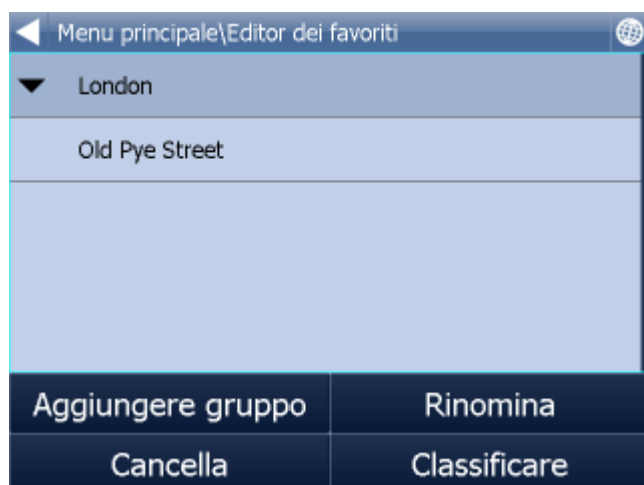 Menu principale\Editor dei favoriti
London
Old Pye Street
Aggiungere gruppo
Rinomina
Cancella
Classificare